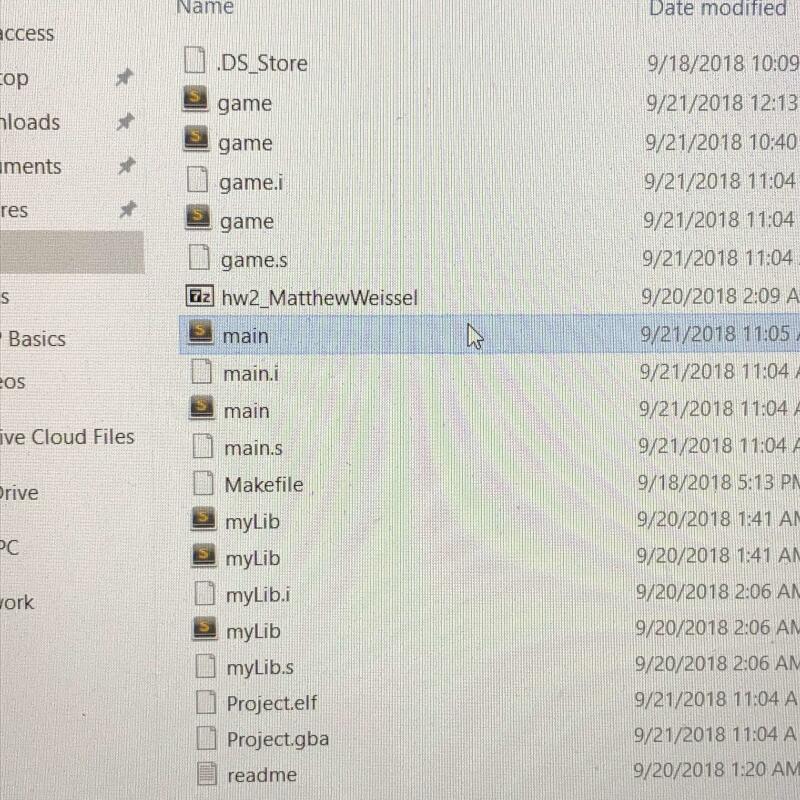 Name Date modified
access
.DS_Store 9/18/2018 10:09
top
game 9/21/2018 12:13
nloads
game 9/21/2018 10:40
uments
game.i 9/21/2018 11:04
res
game 9/21/2018 11:04
game.s 9/21/2018 11:04
s
hw2_MatthewWeissel 9/20/2018 2:09 A
Basics
main 9/21/2018 11:05
eos
main.i 9/21/2018 11:04
main 9/21/2018 11:04
ive Cloud Files
main.s 9/21/2018 11:04
Drive
Makefile 9/18/2018 5:13 PM
myLib 9/20/2018 1:41 AM
PC
myLib 9/20/2018 1:41 AM
work
myLib.i 9/20/2018 2:06 AM
myLib 9/20/2018 2:06 AM
myLib.s 9/20/2018 2:06 AM
Project.elf 9/21/2018 11:04 A
Project.gba 9/21/2018 11:04 A
readme 9/20/2018 1:20 AM